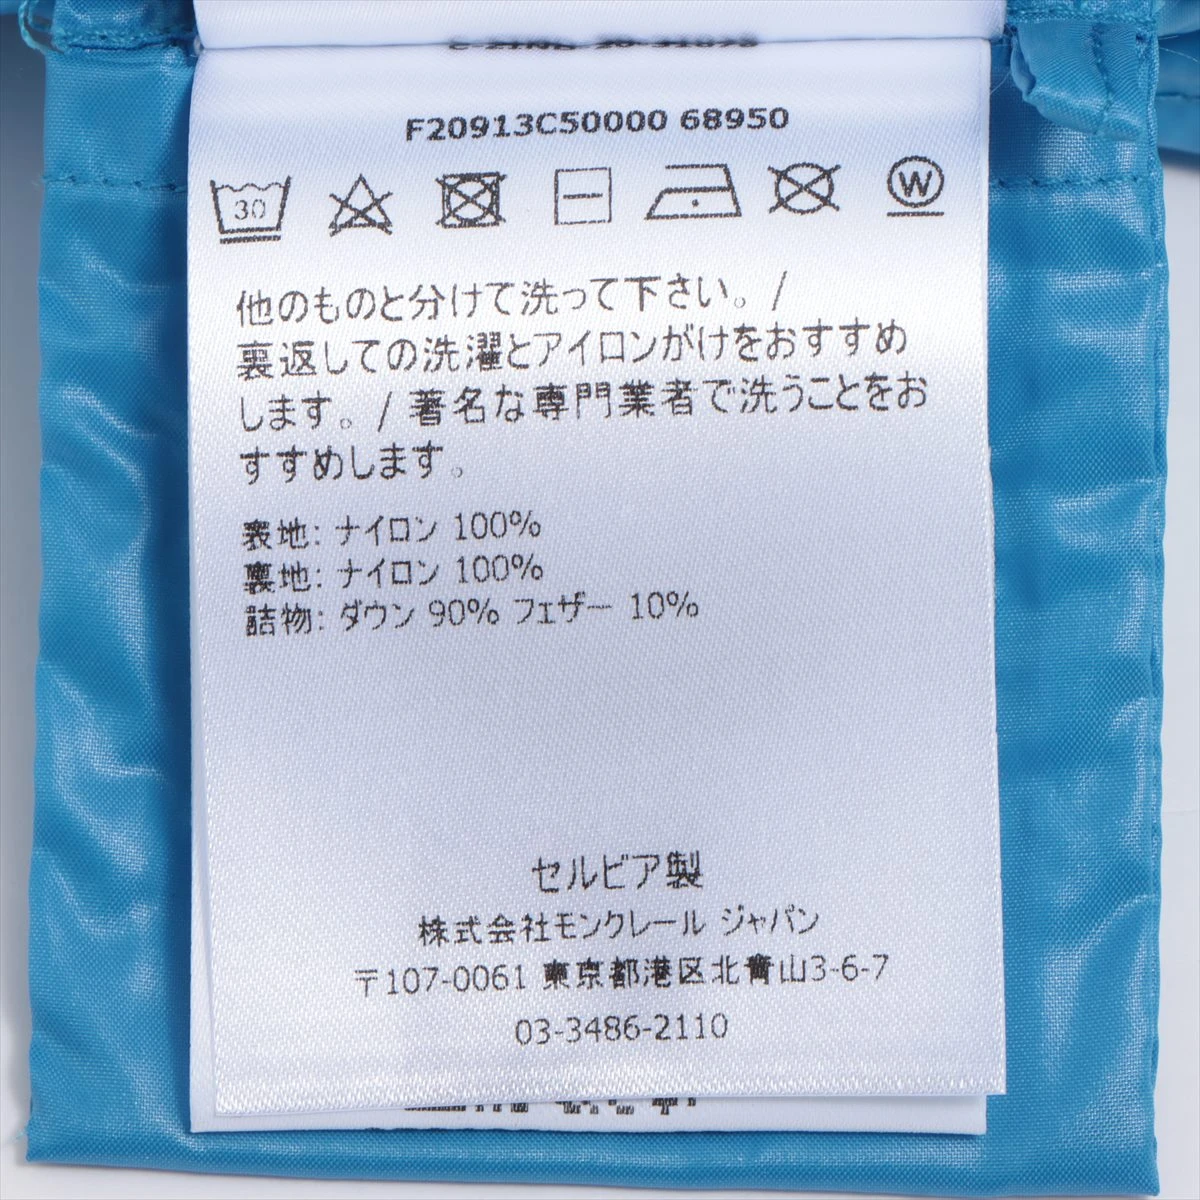 F20913C50000 68950
30
W
他のものと分けて洗って下さい。/
裏返しての洗濯とアイロンがけをおすすめ
します。/ 著名な専門業者で洗うことをお
すすめします。
表地: ナイロン 100%
裏地: ナイロン 100%
詰物: ダウン 90% フェザー 10%
セルビア製
株式会社モンクレール ジャパン
〒107-0061 東京都港区北青山3-6-7
03-3486-2110